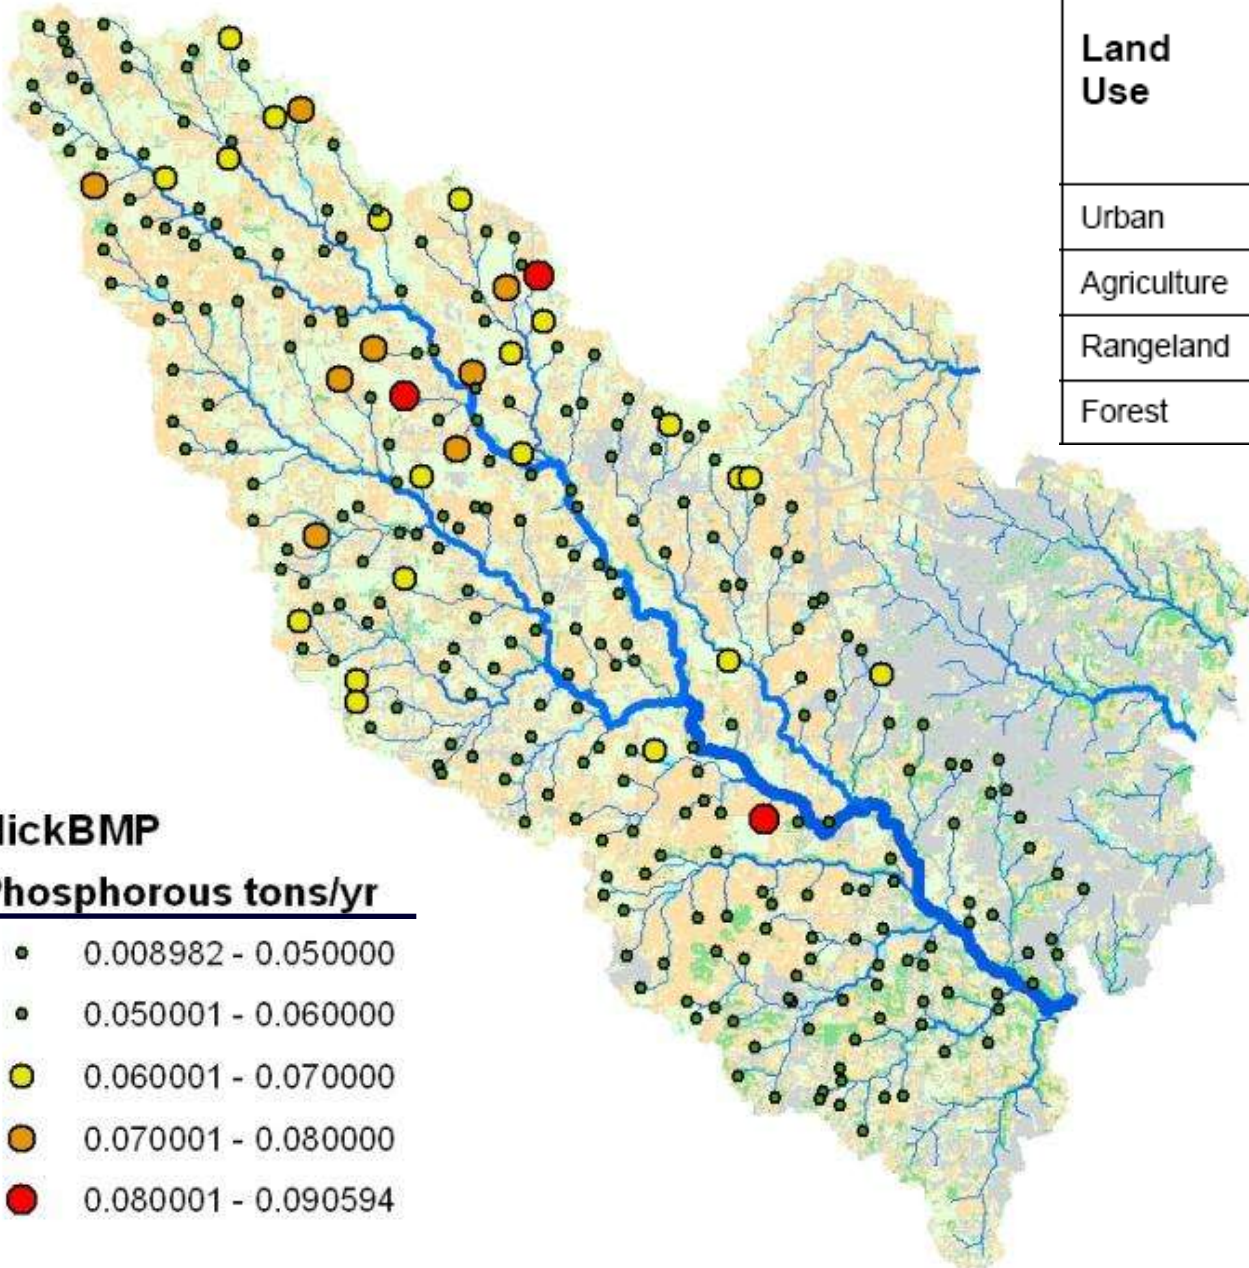 Land
Use
Urban
Agriculture
Rangeland
Forest
lickBMP
Phosphorous tons/yr
0.008982 - 0.050000
0.050001 - 0.060000
0.060001 - 0.070000
0.070001 - 0.080000
0.080001 - 0.090594